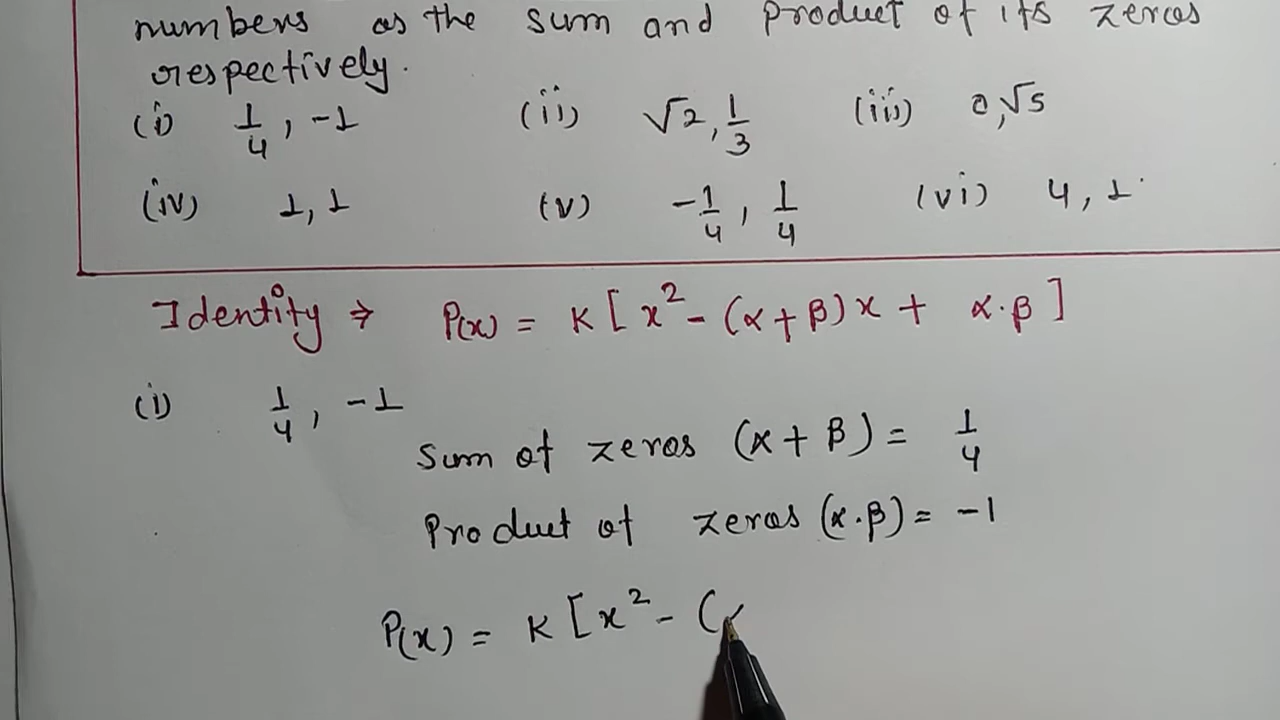 numbers as the sum and product of its zeros
respectively.
(i) 1/4, -1 (ii) √2, 1/3 (iii) 0, √5
(iv) 1, 1 (v) -1/4, 1/4 (vi) 4, 1
Identity ⇒ P(x) = K [ x² - (α + β) x + α·β ]
(i) 1/4, -1
Sum of zeros (α + β) = 1/4
Product of zeros (α·β) = -1
P(x) = K [ x² - (α